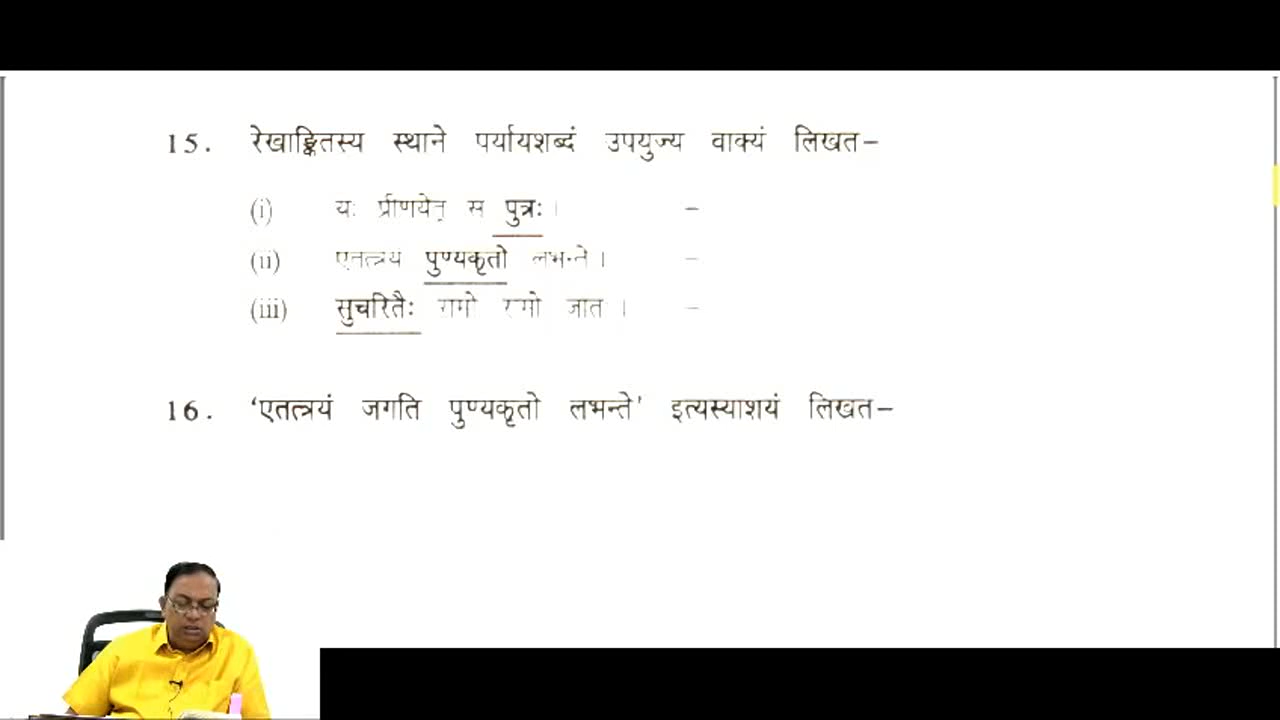 15. रेखाङ्कितस्य स्थाने पर्यायशब्दं उपयुज्य वाक्यं लिखत–
(i) यः प्रीणयेत् स पुत्रः। –
(ii) एतत्त्रयं पुण्यकृतो लभन्ते। –
(iii) सुचरितैः रामो रामो जात । –
16. ‘एतत्त्रयं जगति पुण्यकृतो लभन्ते’ इत्यस्याशयं लिखत–